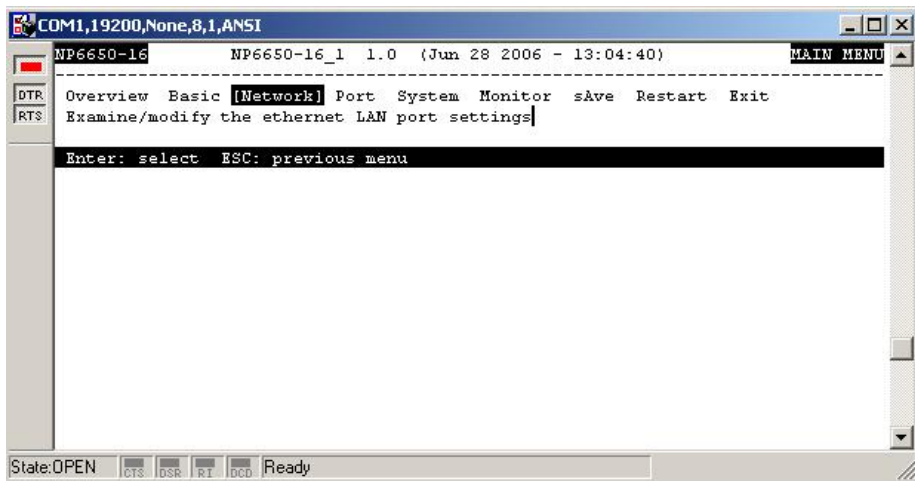 COM1,19200,None,8,1,ANSI
NP6650-16 NP6650-16_1 1.0 (Jun 28 2006 - 13:04:40) MAIN MENU
----------------------------------------------------------------------------
DTR
RTS
Overview Basic [Network] Port System Monitor sAve Restart Exit
Examine/modify the ethernet LAN port settings
Enter: select ESC: previous menu
State:OPEN CTS DSR RI DCD Ready